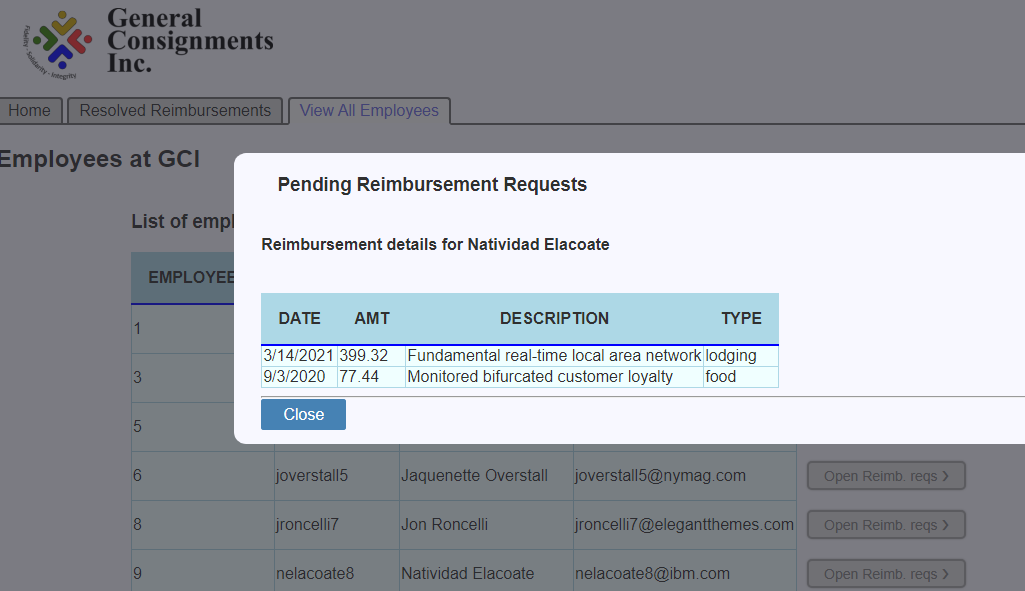 General
Consignments
Inc.
Fidelity - Solidarity - Integrity
Home Resolved Reimbursements View All Employees
Employees at GCI
Pending Reimbursement Requests
List of empl
Reimbursement details for Natividad Elacoate
EMPLOYEE
DATE AMT DESCRIPTION TYPE
1
3/14/2021 399.32 Fundamental real-time local area network lodging
9/3/2020 77.44 Monitored bifurcated customer loyalty food
3
Close
5
6 joverstall5 Jaquenette Overstall joverstall5@nymag.com Open Reimb. reqs ❯
8 jroncelli7 Jon Roncelli jroncelli7@elegantthemes.com Open Reimb. reqs ❯
9 nelacoate8 Natividad Elacoate nelacoate8@ibm.com Open Reimb. reqs ❯